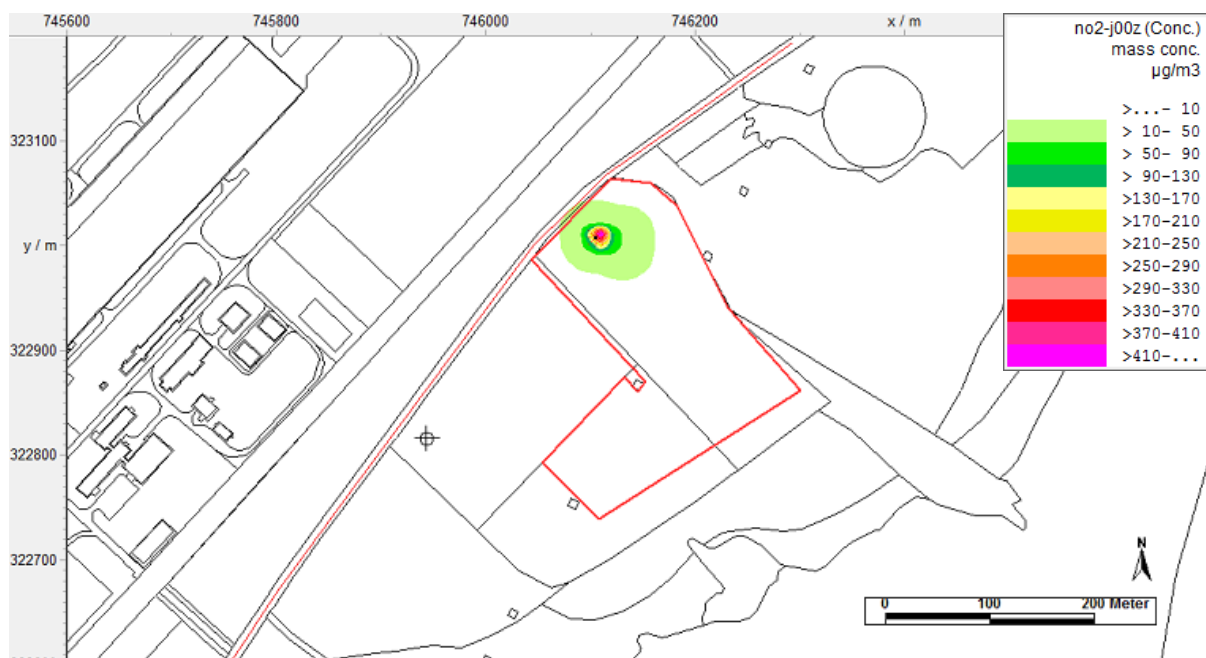 745600 745800 746000 746200 x / m
no2-j00z (Conc.)
mass conc.
µg/m3
>...- 10
> 10- 50
> 50- 90
> 90-130
>130-170
>170-210
>210-250
>250-290
>290-330
>330-370
>370-410
>410-...
323100
y / m
322900
322800
322700
N
0 100 200 Meter